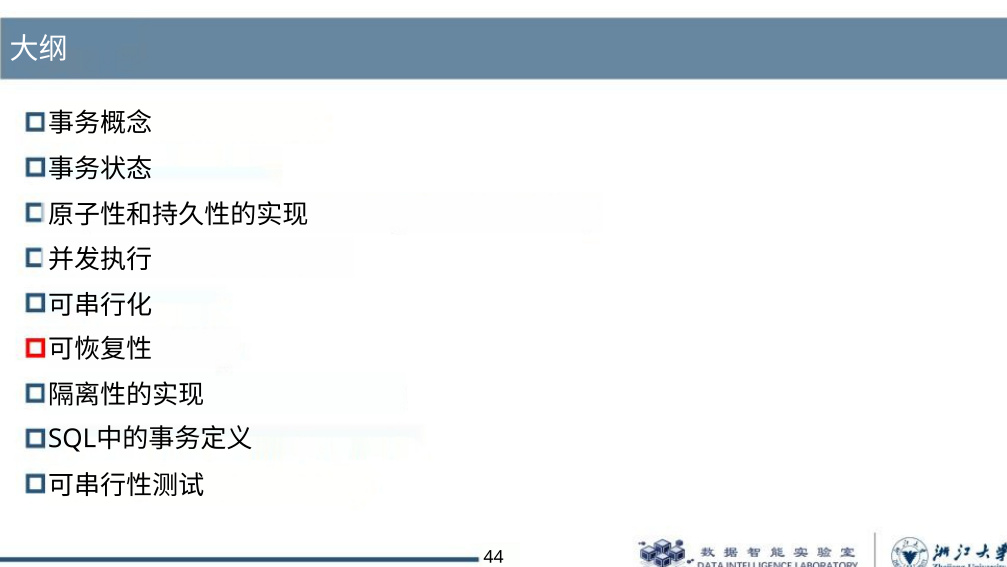 大纲
事务概念
事务状态
原子性和持久性的实现
并发执行
可串行化
可恢复性
隔离性的实现
SQL中的事务定义
可串行性测试
44
数据智能实验室
DATA INTELLIGENCE LABORATORY
浙江大学
Zhejiang University